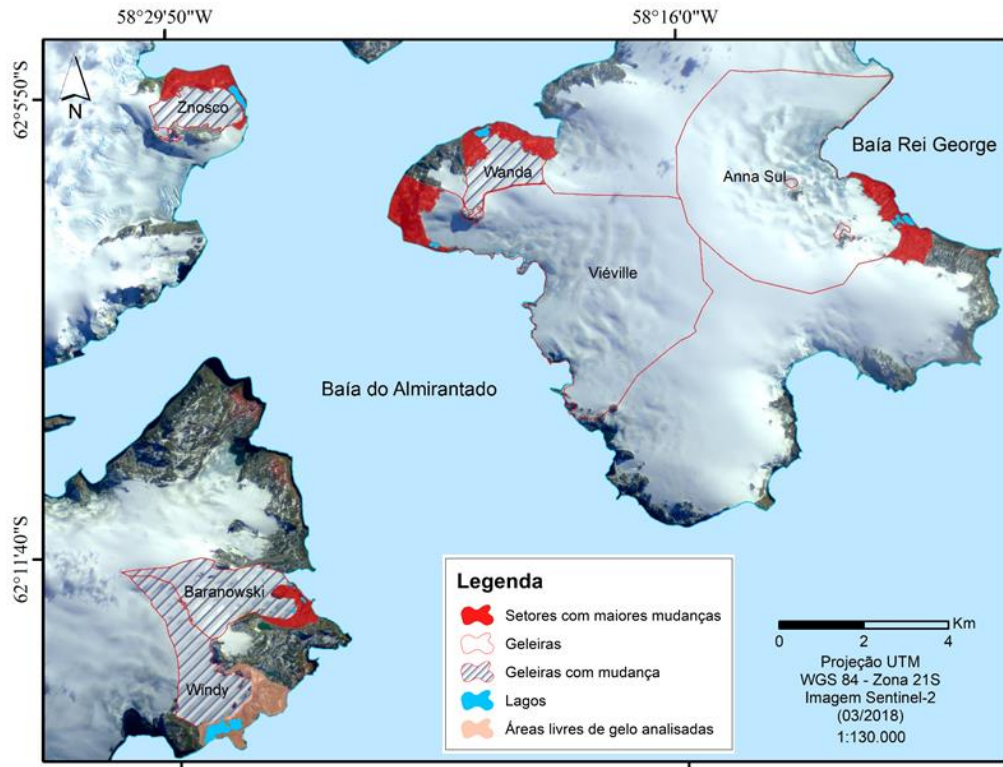 58°29'50"W
58°16'0"W
62°5'50"S
N
Znosco
Wanda
Anna Sul
Baía Rei George
Viéville
Baía do Almirantado
62°11'40"S
Baranowski
Windy
Legenda
Setores com maiores mudanças
Geleiras
Geleiras com mudança
Lagos
Áreas livres de gelo analisadas
Km
0 2 4
Projeção UTM
WGS 84 - Zona 21S
Imagem Sentinel-2
(03/2018)
1:130.000